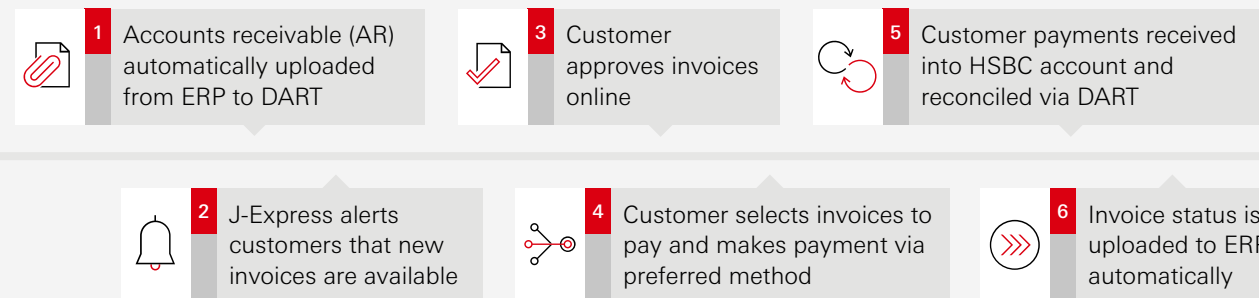 1
Accounts receivable (AR)
automatically uploaded
from ERP to DART
2
J-Express alerts
customers that new
invoices are available
3
Customer
approves invoices
online
4
Customer selects invoices to
pay and makes payment via
preferred method
5
Customer payments received
into HSBC account and
reconciled via DART
6
Invoice status is
uploaded to ERP
automatically